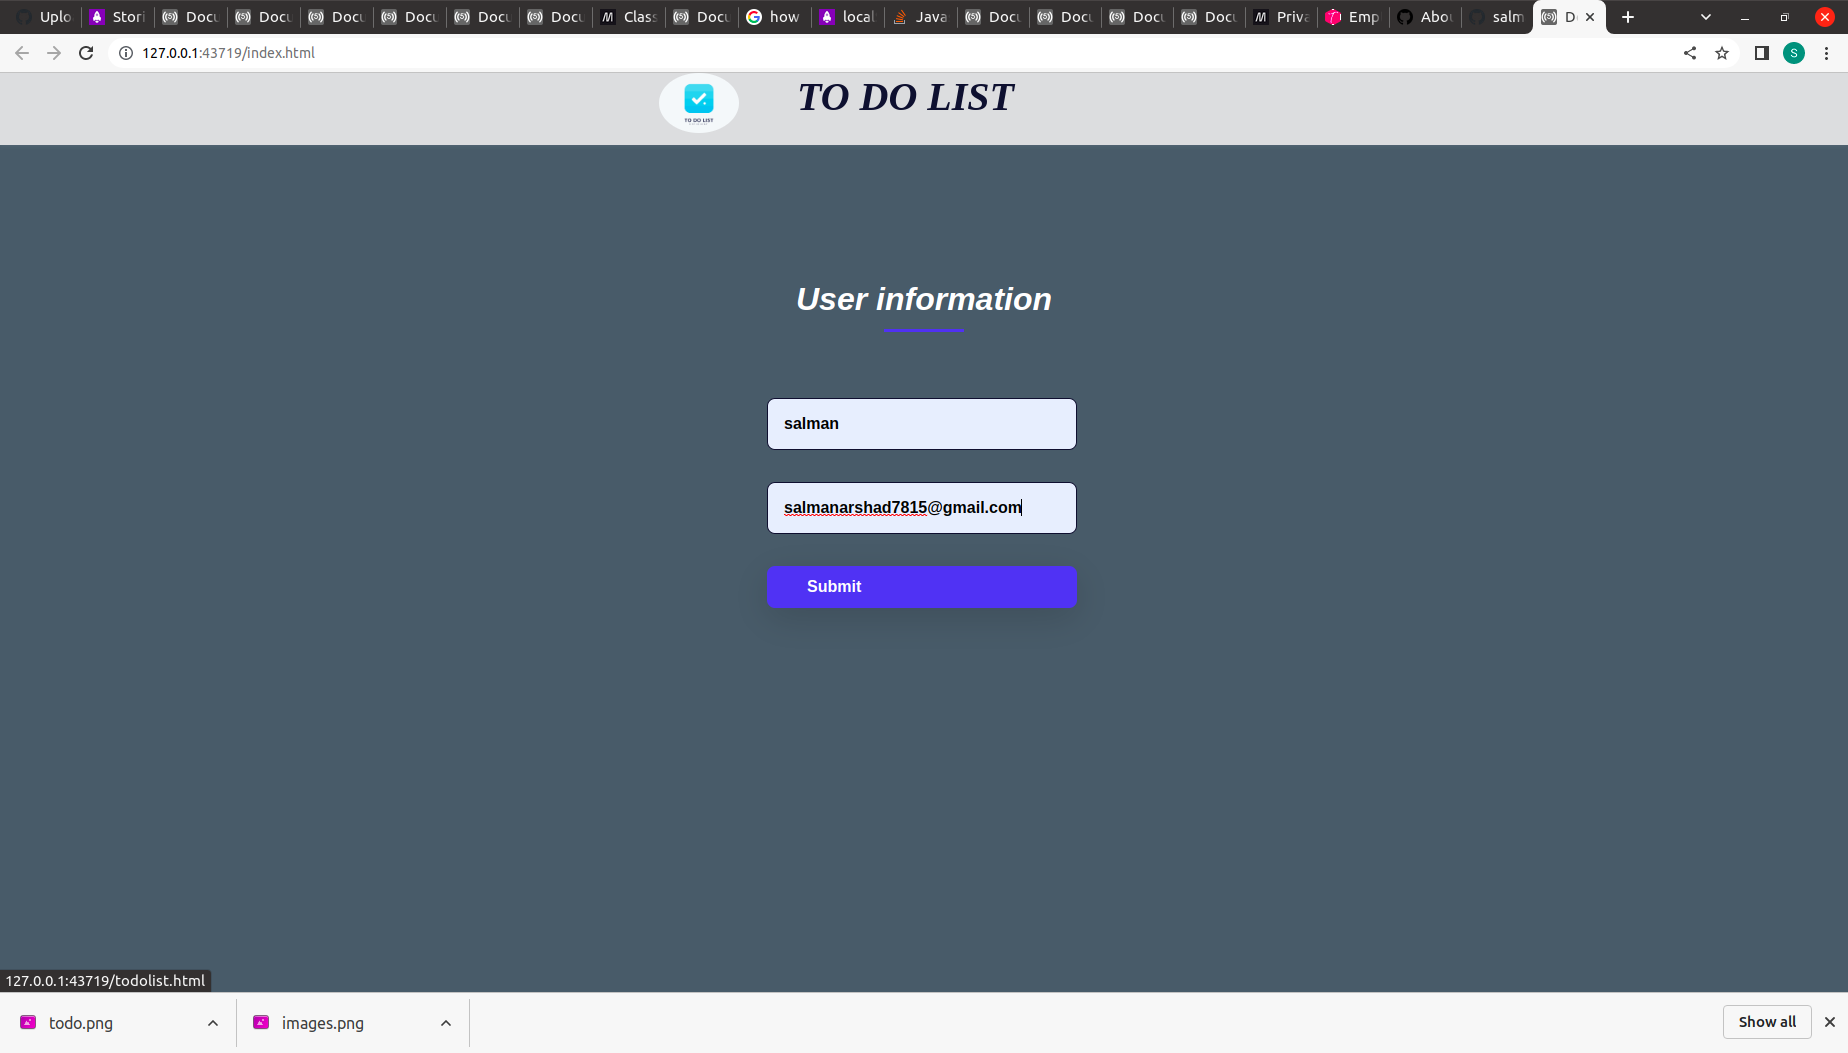 Uplo Stori Docu Docu Docu Docu Docu Docu Class Docu how local Java Docu Docu Docu Docu Priva Emp Abou salm D
127.0.0.1:43719/index.html S
TO DO LIST
TO DO LIST
User information
salman
salmanarshad7815@gmail.com
Submit
127.0.0.1:43719/todolist.html
todo.png images.png Show all